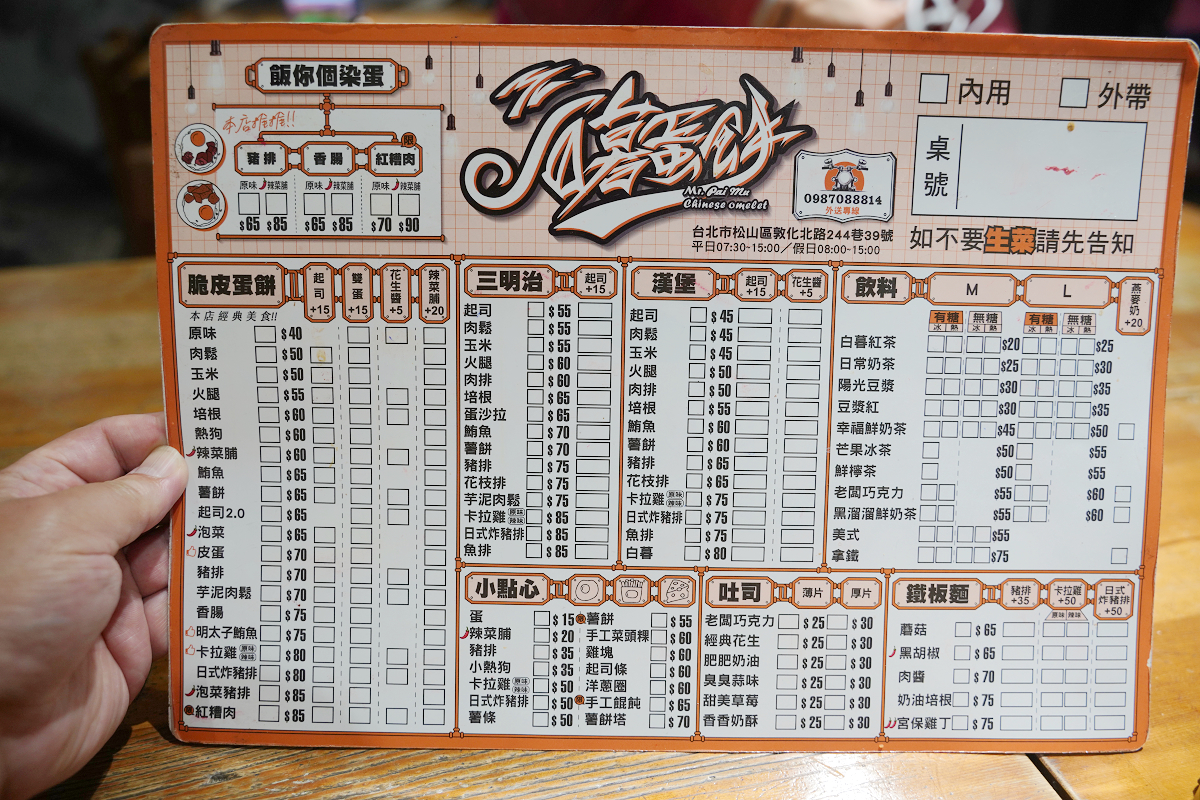 飯你個染蛋
本店推推!!
豬排 香腸 紅糟肉 限
原味 辣菜脯 原味 辣菜脯 原味 辣菜脯
$65 $85 $65 $85 $70 $90
白暮蛋餅
Mr. Pai Mu
Chinese omelet
0987088814
外送專線
台北市松山區敦化北路244巷39號
平日07:30~15:00/假日08:00~15:00
內用 外帶
桌號
如不要生菜請先告知
脆皮蛋餅 起司+15 雙蛋+15 花生醬+5 辣菜脯+20
本店經典美食!!
原味 $40
肉鬆 $50
玉米 $50
火腿 $55
培根 $60
熱狗 $60
辣菜脯 $60
鮪魚 $65
薯餅 $65
起司2.0 $65
泡菜 $65
皮蛋 $70
豬排 $70
芋泥肉鬆 $70
香腸 $75
明太子鮪魚 $75
卡拉雞 原味 辣味 $80
日式炸豬排 $80
泡菜豬排 $85
限 紅糟肉 $85
三明治 起司+15
起司 $55
肉鬆 $55
玉米 $55
火腿 $60
肉排 $60
培根 $65
蛋沙拉 $65
鮪魚 $70
薯餅 $70
豬排 $75
花枝排 $75
芋泥肉鬆 $75
卡拉雞 原味 辣味 $85
日式炸豬排 $85
魚排 $85
漢堡 起司+15 花生醬+5
起司 $45
肉鬆 $45
玉米 $45
火腿 $50
肉排 $50
培根 $55
鮪魚 $60
薯餅 $60
豬排 $65
花枝排 $65
卡拉雞 原味 辣味 $75
日式炸豬排 $75
魚排 $75
白暮 $80
飲料 M L 燕麥奶+20
有糖 無糖 有糖 無糖
冰 熱 冰 熱 冰 熱 冰 熱
白暮紅茶 $20 $25
日常奶茶 $25 $30
陽光豆漿 $30 $35
豆漿紅 $30 $35
幸福鮮奶茶 $45 $50
芒果冰茶 $50 $55
鮮檸茶 $50 $55
老闆巧克力 $55 $60
黑溜溜鮮奶茶 $55 $60
美式 $55
拿鐵 $75
小點心
蛋 $15
辣菜脯 $20
豬排 $35
小熱狗 $35
卡拉雞 原味 辣味 $50
日式炸豬排 $50
薯條 $50
限 薯餅 $55
手工菜頭粿 $60
雞塊 $60
起司條 $60
洋蔥圈 $60
限 手工餛飩 $65
薯餅塔 $70
吐司 薄片 厚片
老闆巧克力 $25 $30
經典花生 $25 $30
肥肥奶油 $25 $30
臭臭蒜味 $25 $30
甜美草莓 $25 $30
香香奶酥 $25 $30
鐵板麵 豬排+35 卡拉雞+50 日式炸豬排+50
原味 辣味
蘑菇 $65
黑胡椒 $65
肉醬 $70
奶油培根 $75
宮保雞丁 $75